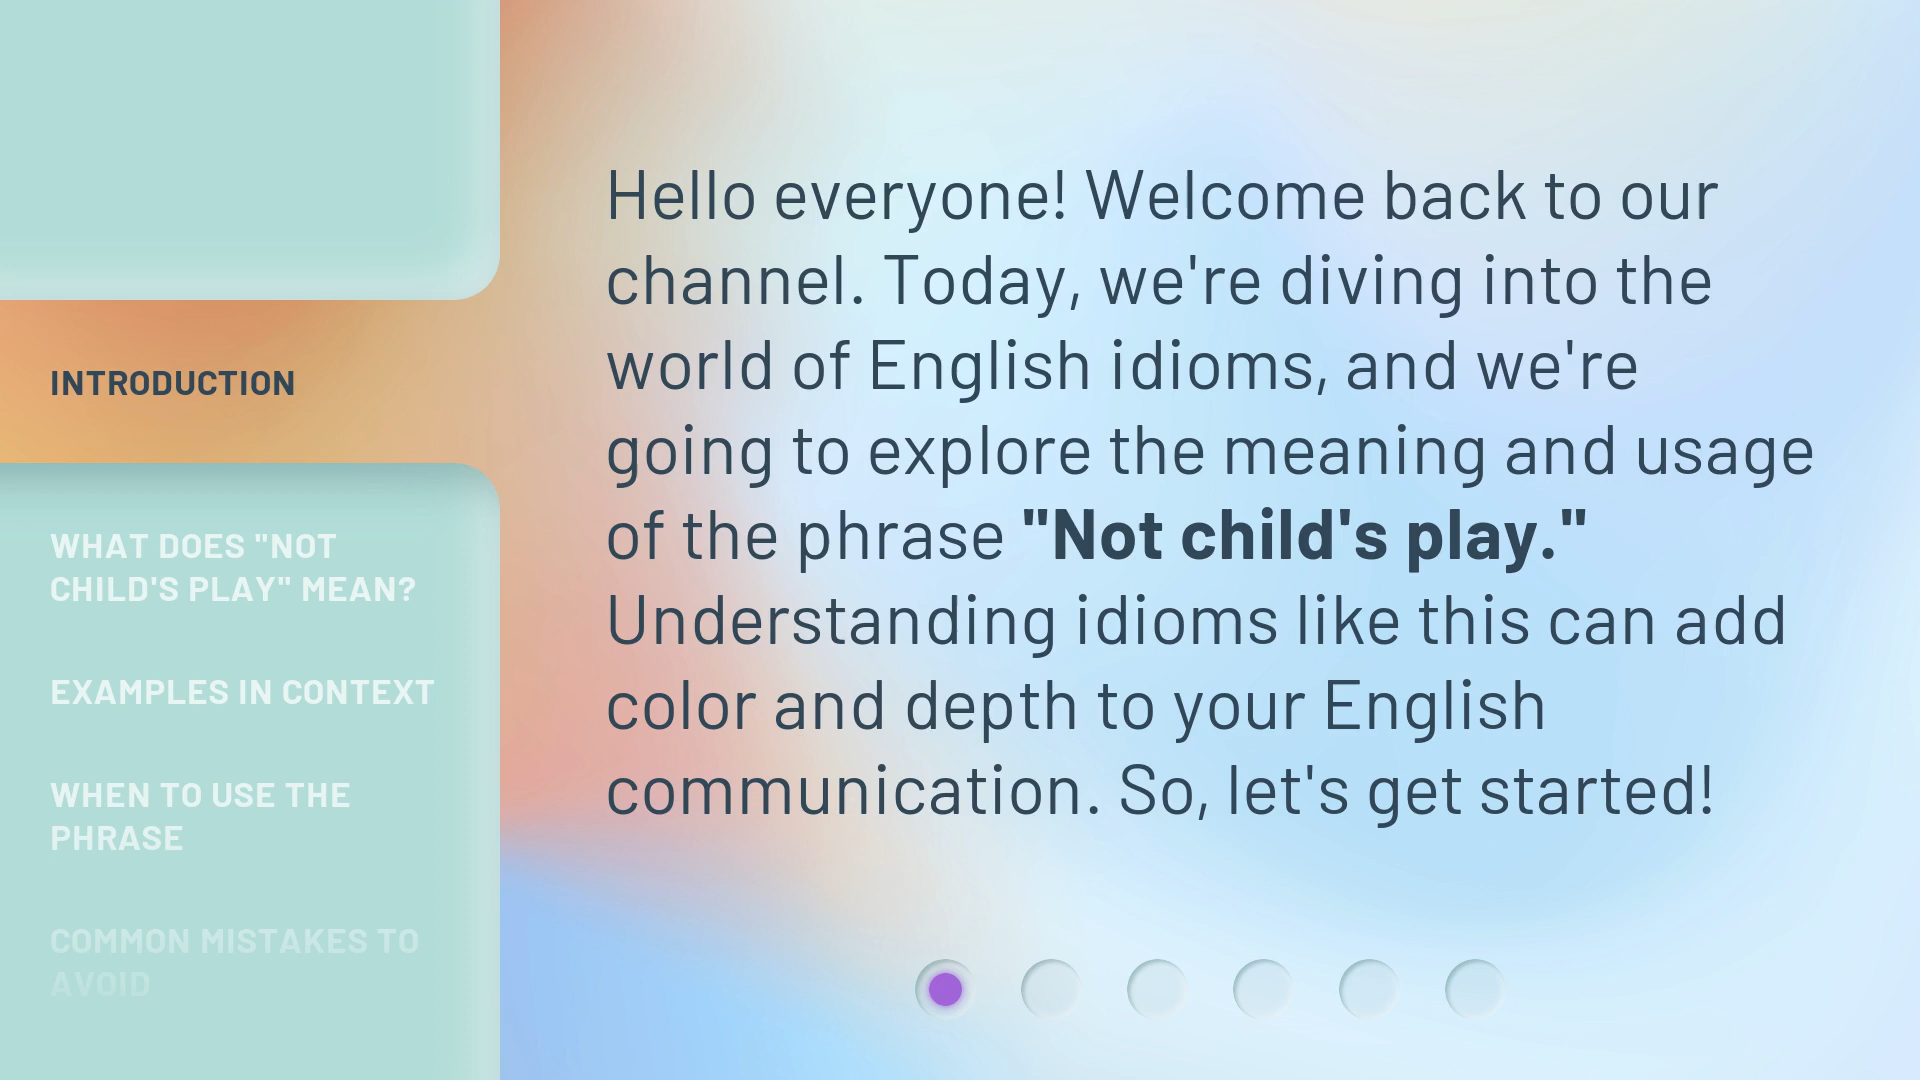 INTRODUCTION
WHAT DOES "NOT
CHILD'S PLAY" MEAN?
EXAMPLES IN CONTEXT
WHEN TO USE THE
PHRASE
COMMON MISTAKES TO
AVOID
Hello everyone! Welcome back to our
channel. Today, we're diving into the
world of English idioms, and we're
going to explore the meaning and usage
of the phrase "Not child's play."
Understanding idioms like this can add
color and depth to your English
communication. So, let's get started!